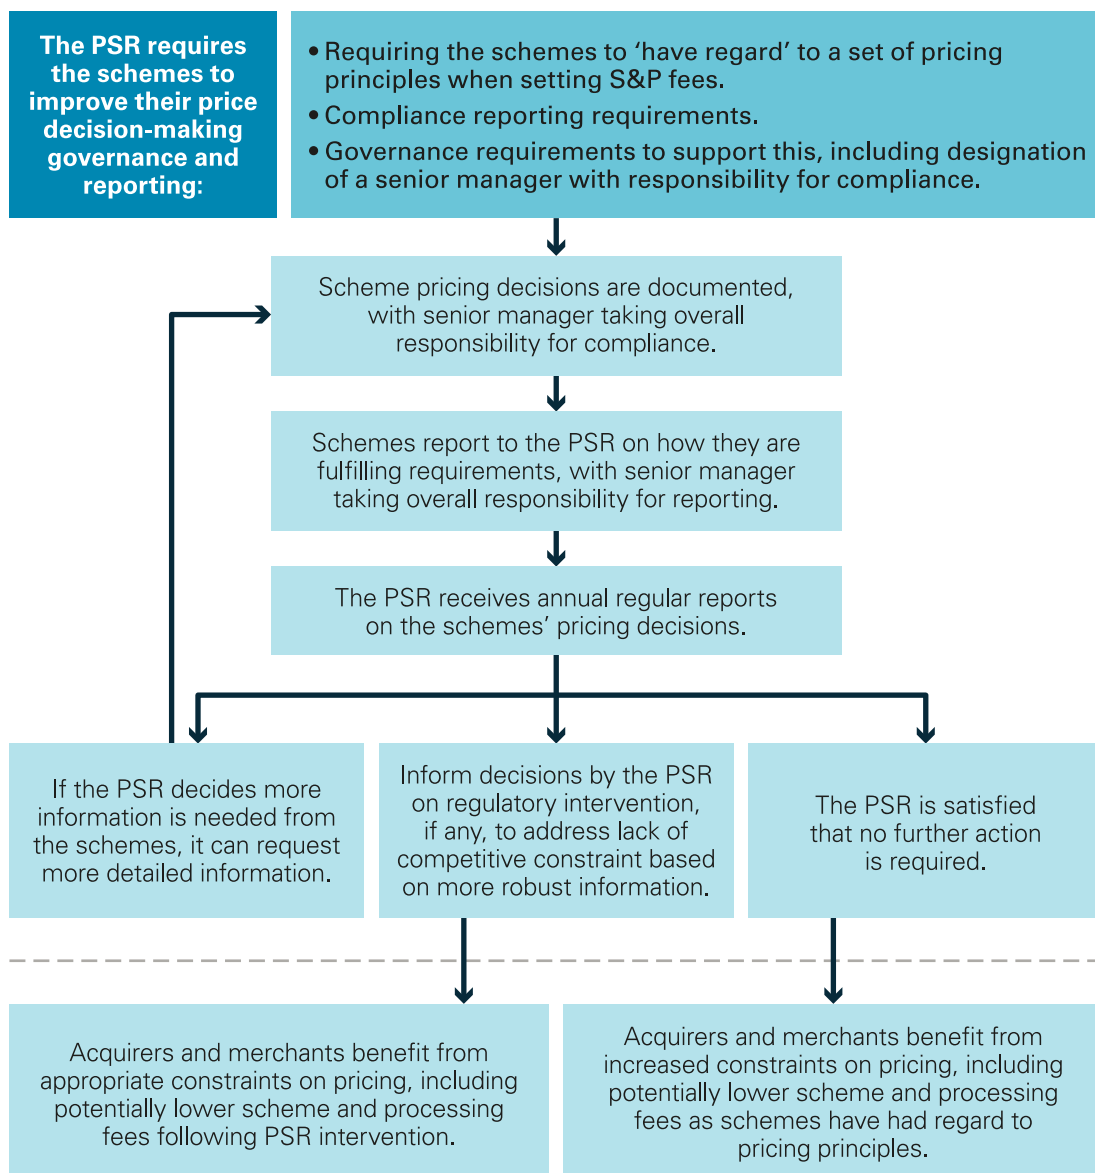 The PSR requires
the schemes to
improve their price
decision-making
governance and
reporting:
• Requiring the schemes to ‘have regard’ to a set of pricing
principles when setting S&P fees.
• Compliance reporting requirements.
• Governance requirements to support this, including designation
of a senior manager with responsibility for compliance.
Scheme pricing decisions are documented,
with senior manager taking overall
responsibility for compliance.
Schemes report to the PSR on how they are
fulfilling requirements, with senior manager
taking overall responsibility for reporting.
The PSR receives annual regular reports
on the schemes’ pricing decisions.
If the PSR decides more
information is needed from
the schemes, it can request
more detailed information.
Inform decisions by the PSR
on regulatory intervention,
if any, to address lack of
competitive constraint based
on more robust information.
The PSR is satisfied
that no further action
is required.
Acquirers and merchants benefit from
appropriate constraints on pricing, including
potentially lower scheme and processing
fees following PSR intervention.
Acquirers and merchants benefit from
increased constraints on pricing, including
potentially lower scheme and processing
fees as schemes have had regard to
pricing principles.